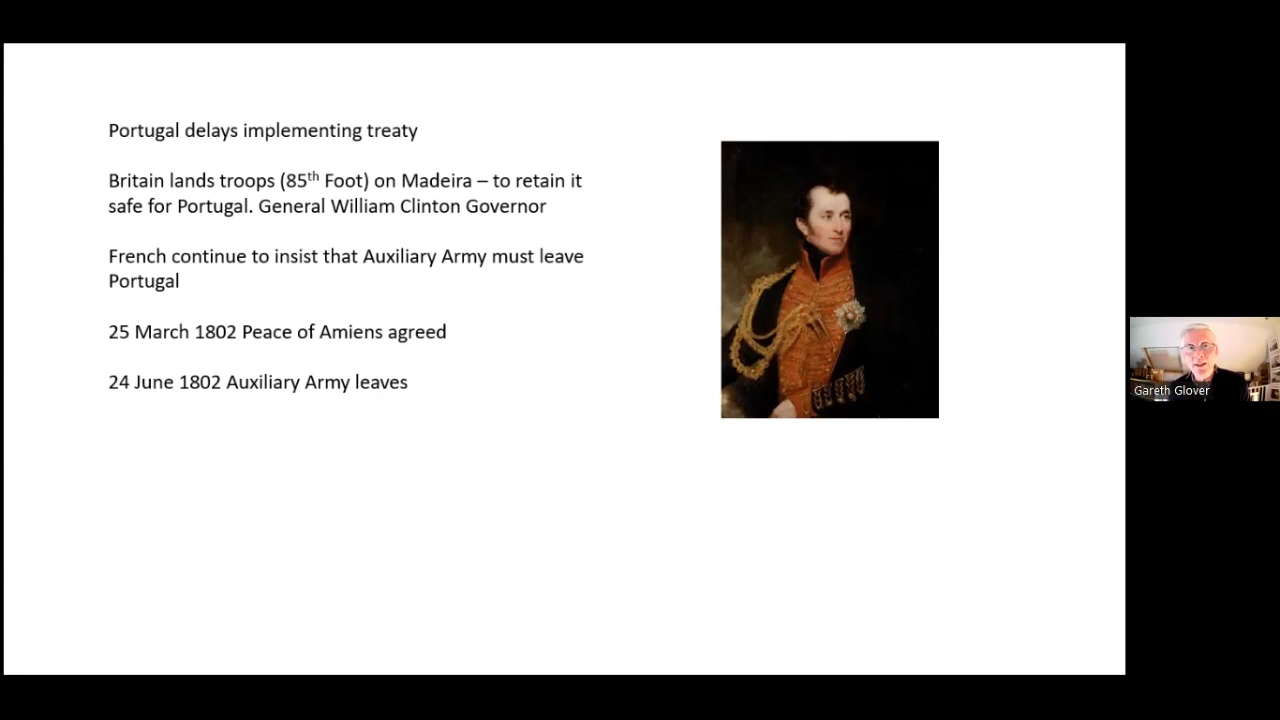 Portugal delays implementing treaty
Britain lands troops (85th Foot) on Madeira – to retain it
safe for Portugal. General William Clinton Governor
French continue to insist that Auxiliary Army must leave
Portugal
25 March 1802 Peace of Amiens agreed
24 June 1802 Auxiliary Army leaves
Gareth Glover